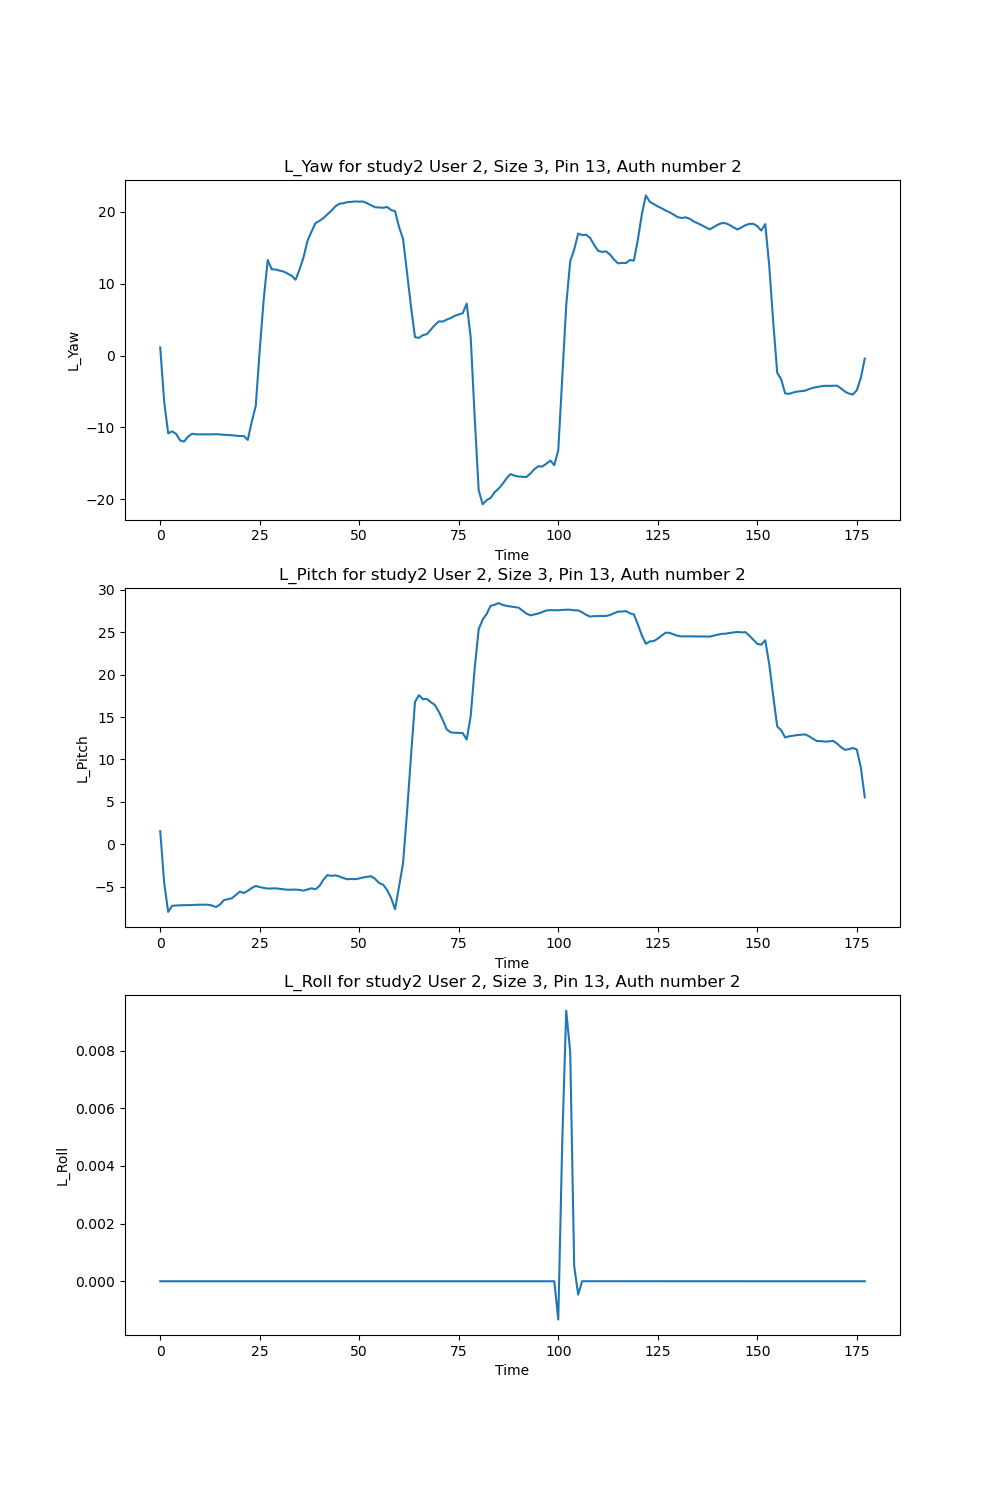 L_Yaw for study2 User 2, Size 3, Pin 13, Auth number 2
20
10
0
−10
−20
L_Yaw
0 25 50 75 100 125 150 175
Time
L_Pitch for study2 User 2, Size 3, Pin 13, Auth number 2
30
25
20
15
10
5
0
−5
L_Pitch
0 25 50 75 100 125 150 175
Time
L_Roll for study2 User 2, Size 3, Pin 13, Auth number 2
0.008
0.006
0.004
0.002
0.000
L_Roll
0 25 50 75 100 125 150 175
Time